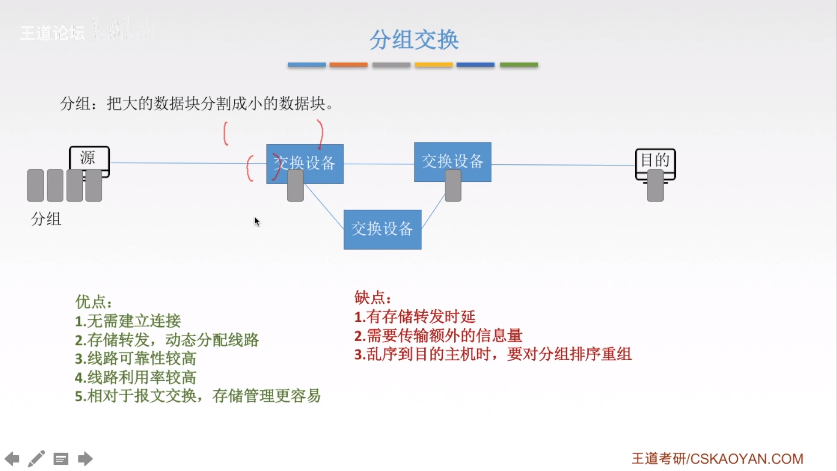 王道论坛
分组交换
分组：把大的数据块分割成小的数据块。
源
交换设备
交换设备
目的
分组
交换设备
优点：
1.无需建立连接
2.存储转发，动态分配线路
3.线路可靠性较高
4.线路利用率较高
5.相对于报文交换，存储管理更容易
缺点：
1.有存储转发时延
2.需要传输额外的信息量
3.乱序到目的主机时，要对分组排序重组
王道考研/CSKAOYAN.COM